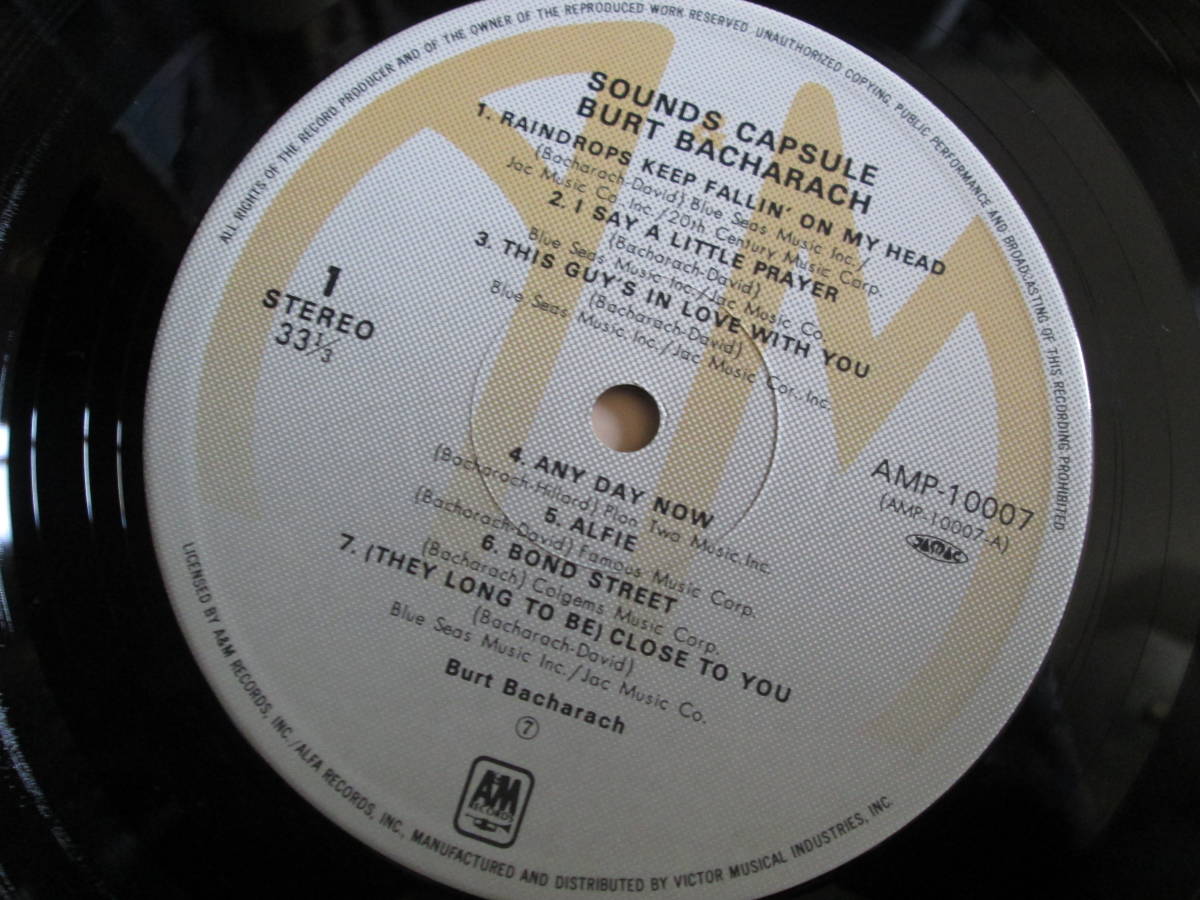 ALL RIGHTS OF THE RECORD PRODUCER AND OF THE OWNER OF THE REPRODUCED WORK RESERVED. UNAUTHORIZED COPYING, PUBLIC PERFORMANCE AND BROADCASTING OF THIS RECORDING PROHIBITED
SOUNDS CAPSULE
BURT BACHARACH
1. RAINDROPS KEEP FALLIN' ON MY HEAD
(Bacharach-David) Blue Seas Music Inc./
Jac Music Co. Inc./20th Century Music Corp.
2. I SAY A LITTLE PRAYER
(Bacharach-David)
Blue Seas Music Inc./Jac Music Co.
3. THIS GUY'S IN LOVE WITH YOU
(Bacharach-David)
Blue Seas Music Inc./Jac Music Cor., Inc.
1
STEREO
33⅓
AMP-10007
(AMP-10007-A)
JASRAC
4. ANY DAY NOW
(Bacharach-Hillard) Plan Two Music, Inc.
5. ALFIE
(Bacharach-David) Famous Music Corp.
6. BOND STREET
(Bacharach) Colgems Music Corp.
7. (THEY LONG TO BE) CLOSE TO YOU
(Bacharach-David)
Blue Seas Music Inc./Jac Music Co.
Burt Bacharach
⑦
A&M
RECORDS
LICENSED BY A&M RECORDS, INC./ALFA RECORDS, INC, MANUFACTURED AND DISTRIBUTED BY VICTOR MUSICAL INDUSTRIES, INC.